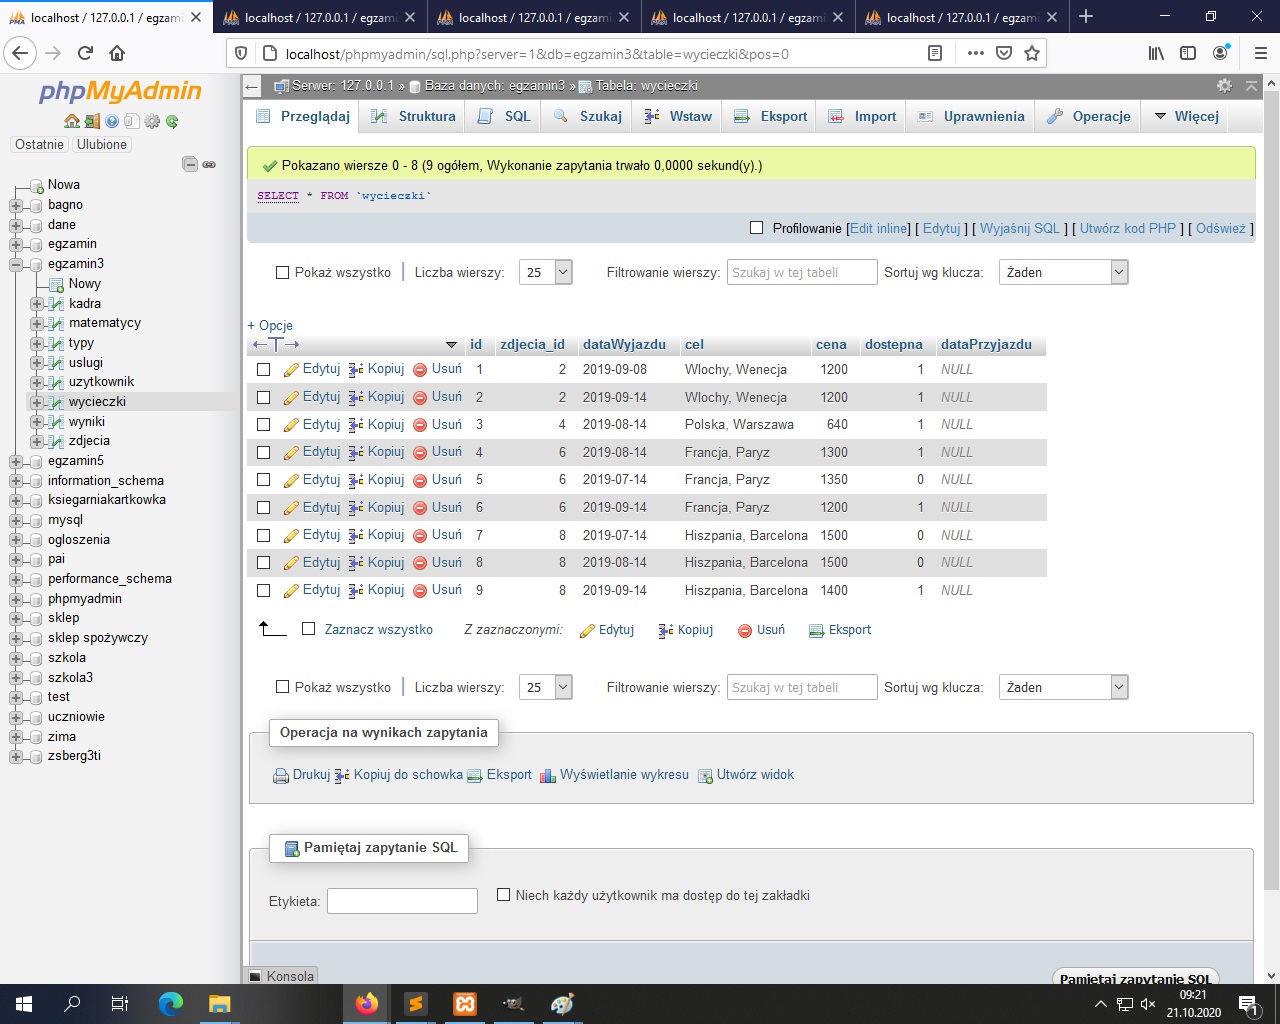 localhost / 127.0.0.1 / egzam
localhost / 127.0.0.1 / egzam
localhost / 127.0.0.1 / egzam
localhost / 127.0.0.1 / egzam
localhost / 127.0.0.1 / egzam
localhost/phpmyadmin/sql.php?server=1&db=egzamin3&table=wycieczki&pos=0
phpMyAdmin
Ostatnie Ulubione
Nowa
bagno
dane
egzamin
egzamin3
Nowy
kadra
matematycy
typy
uslugi
uzytkownik
wycieczki
wyniki
zdjecia
egzamin5
information_schema
ksiegarniakartkowka
mysql
ogloszenia
pai
performance_schema
phpmyadmin
sklep
sklep spożywczy
szkola
szkola3
test
uczniowie
zima
zsberg3ti
Serwer: 127.0.0.1 » Baza danych: egzamin3 » Tabela: wycieczki
Przeglądaj Struktura SQL Szukaj Wstaw Eksport Import Uprawnienia Operacje Więcej
Pokazano wiersze 0 - 8 (9 ogółem, Wykonanie zapytania trwało 0,0000 sekund(y).)
SELECT * FROM `wycieczki`
Profilowanie [Edit inline] [ Edytuj ] [ Wyjaśnij SQL ] [ Utwórz kod PHP ] [ Odśwież ]
Pokaż wszystko | Liczba wierszy: 25 Filtrowanie wierszy: Szukaj w tej tabeli Sortuj wg klucza: Żaden
+ Opcje
←T→ id zdjecia_id dataWyjazdu cel cena dostepna dataPrzyjazdu
Edytuj Kopiuj Usuń 1 2 2019-09-08 Wlochy, Wenecja 1200 1 NULL
Edytuj Kopiuj Usuń 2 2 2019-09-14 Wlochy, Wenecja 1200 1 NULL
Edytuj Kopiuj Usuń 3 4 2019-08-14 Polska, Warszawa 640 1 NULL
Edytuj Kopiuj Usuń 4 6 2019-08-14 Francja, Paryz 1300 1 NULL
Edytuj Kopiuj Usuń 5 6 2019-07-14 Francja, Paryz 1350 0 NULL
Edytuj Kopiuj Usuń 6 6 2019-09-14 Francja, Paryz 1200 1 NULL
Edytuj Kopiuj Usuń 7 8 2019-07-14 Hiszpania, Barcelona 1500 0 NULL
Edytuj Kopiuj Usuń 8 8 2019-08-14 Hiszpania, Barcelona 1500 0 NULL
Edytuj Kopiuj Usuń 9 8 2019-09-14 Hiszpania, Barcelona 1400 1 NULL
Zaznacz wszystko Z zaznaczonymi: Edytuj Kopiuj Usuń Eksport
Pokaż wszystko | Liczba wierszy: 25 Filtrowanie wierszy: Szukaj w tej tabeli Sortuj wg klucza: Żaden
Operacja na wynikach zapytania
Drukuj Kopiuj do schowka Eksport Wyświetlanie wykresu Utwórz widok
Pamiętaj zapytanie SQL
Etykieta: Niech każdy użytkownik ma dostęp do tej zakładki
Konsola Pamiętaj zapytanie SQL
09:21
21.10.2020
1